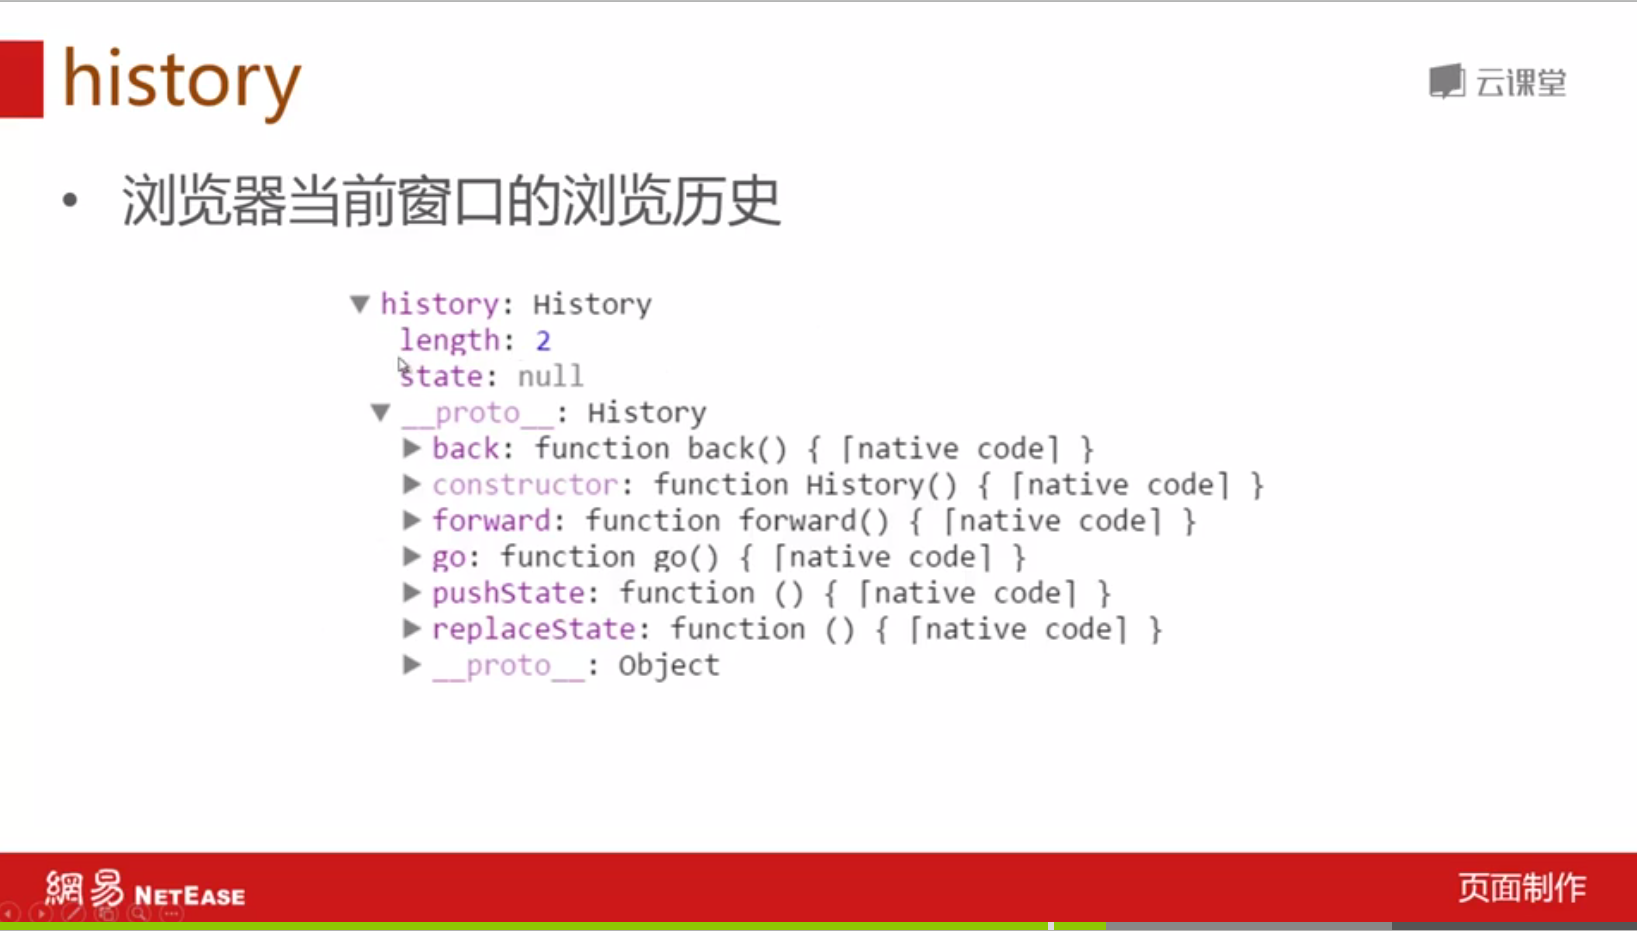 history
云课堂
• 浏览器当前窗口的浏览历史
▼ history: History
length: 2
state: null
▼ __proto__: History
▶ back: function back() { [native code] }
▶ constructor: function History() { [native code] }
▶ forward: function forward() { [native code] }
▶ go: function go() { [native code] }
▶ pushState: function () { [native code] }
▶ replaceState: function () { [native code] }
▶ __proto__: Object
網易 NETEASE
页面制作